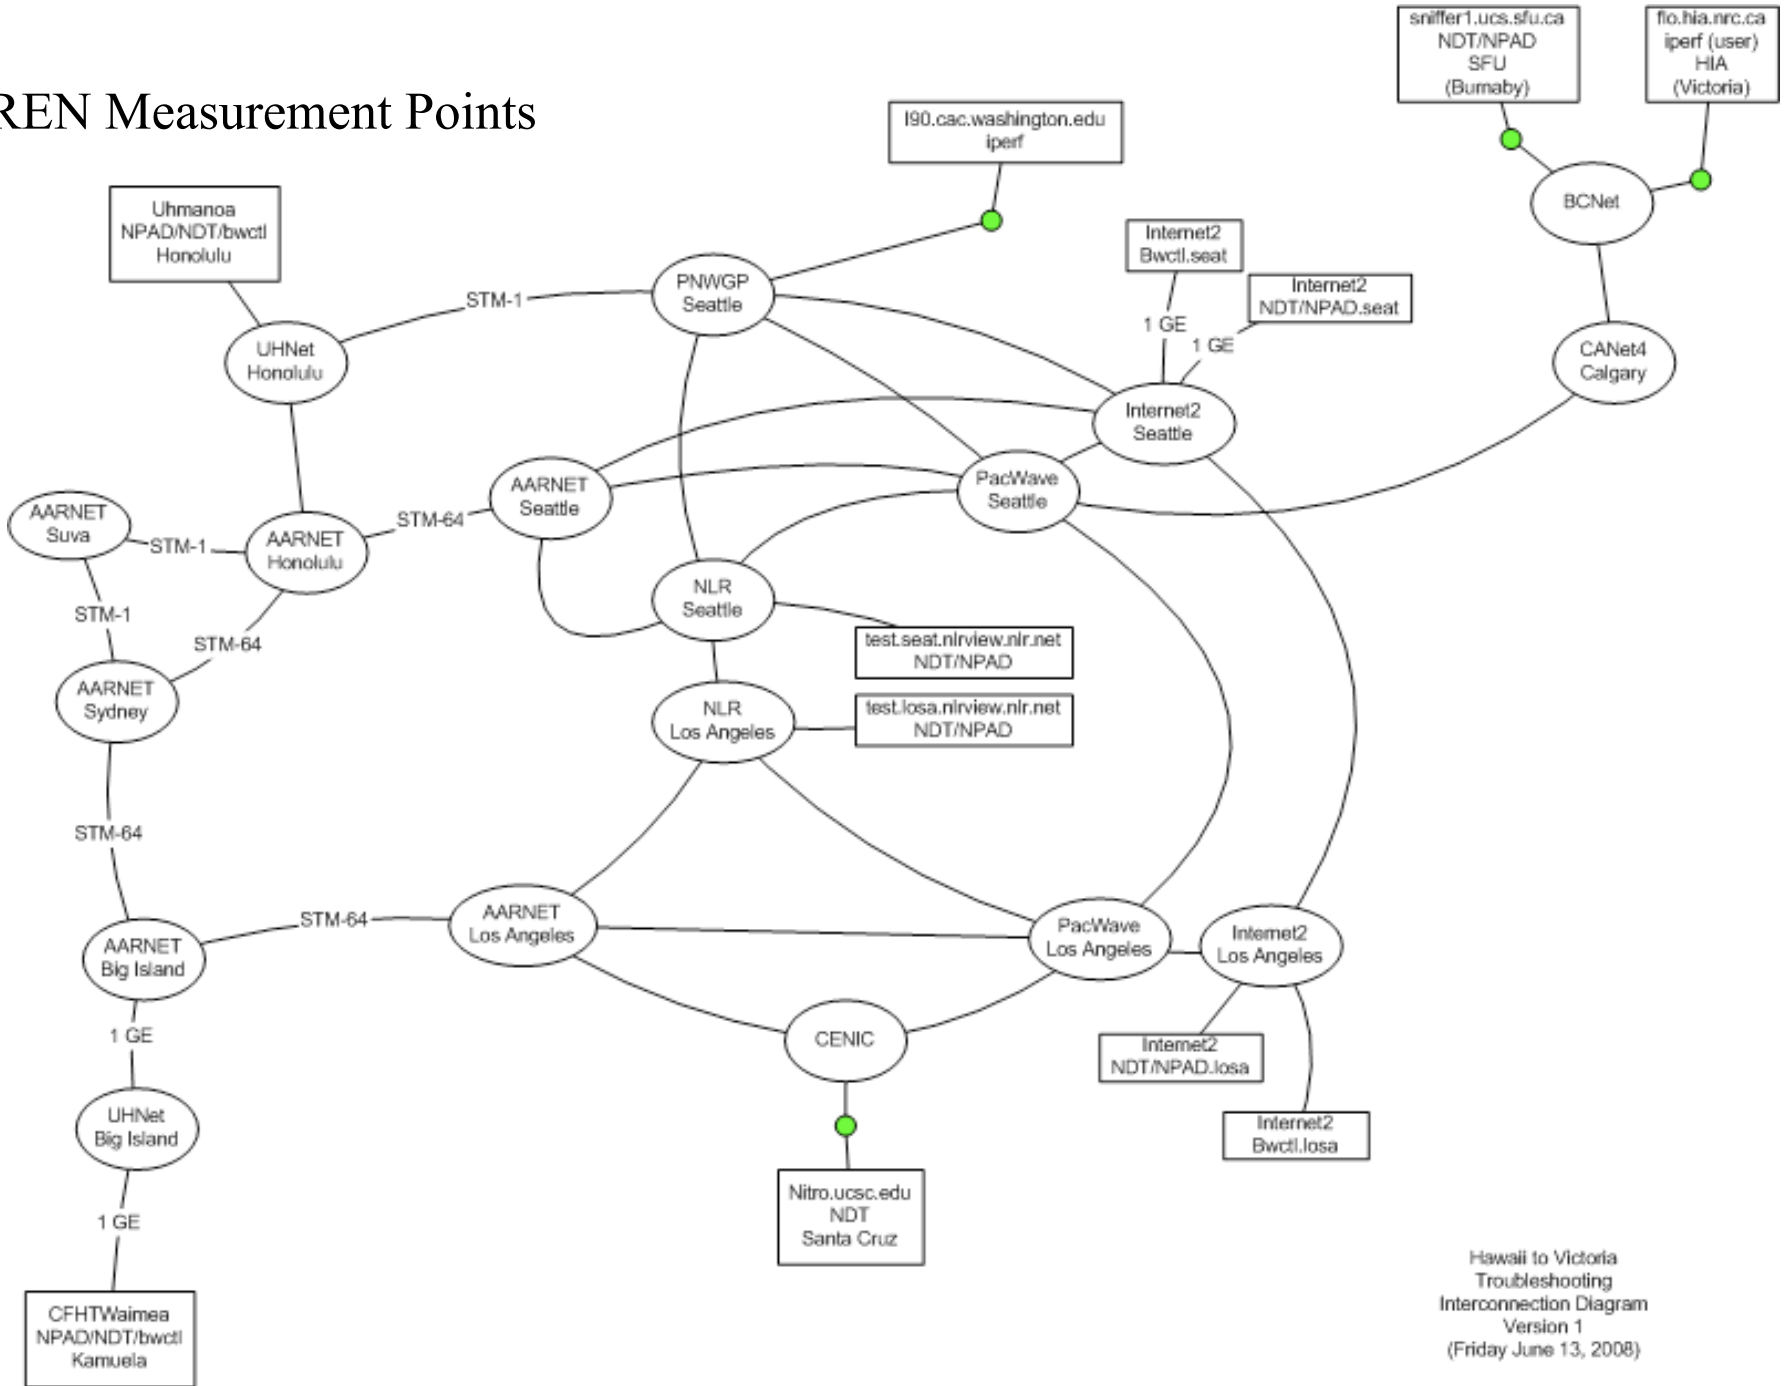 REN Measurement Points
sniffer1.ucs.sfu.ca
NDT/NPAD
SFU
(Burnaby)
flo.hia.nrc.ca
iperf (user)
HIA
(Victoria)
I90.cac.washington.edu
iperf
Uhmanoa
NPAD/NDT/bwctl
Honolulu
BCNet
Internet2
Bwctl.seat
Internet2
NDT/NPAD.seat
PNWGP
Seattle
STM-1
1 GE
1 GE
UHNet
Honolulu
CANet4
Calgary
Internet2
Seattle
AARNET
Seattle
PacWave
Seattle
AARNET
Suva
STM-1
AARNET
Honolulu
STM-64
NLR
Seattle
STM-1
STM-64
test.seat.nlrview.nlr.net
NDT/NPAD
AARNET
Sydney
NLR
Los Angeles
test.losa.nlrview.nlr.net
NDT/NPAD
STM-64
AARNET
Big Island
STM-64
AARNET
Los Angeles
PacWave
Los Angeles
Internet2
Los Angeles
1 GE
CENIC
Internet2
NDT/NPAD.losa
UHNet
Big Island
Internet2
Bwctl.losa
1 GE
Nitro.ucsc.edu
NDT
Santa Cruz
CFHTWaimea
NPAD/NDT/bwctl
Kamuela
Hawaii to Victoria
Troubleshooting
Interconnection Diagram
Version 1
(Friday June 13, 2008)